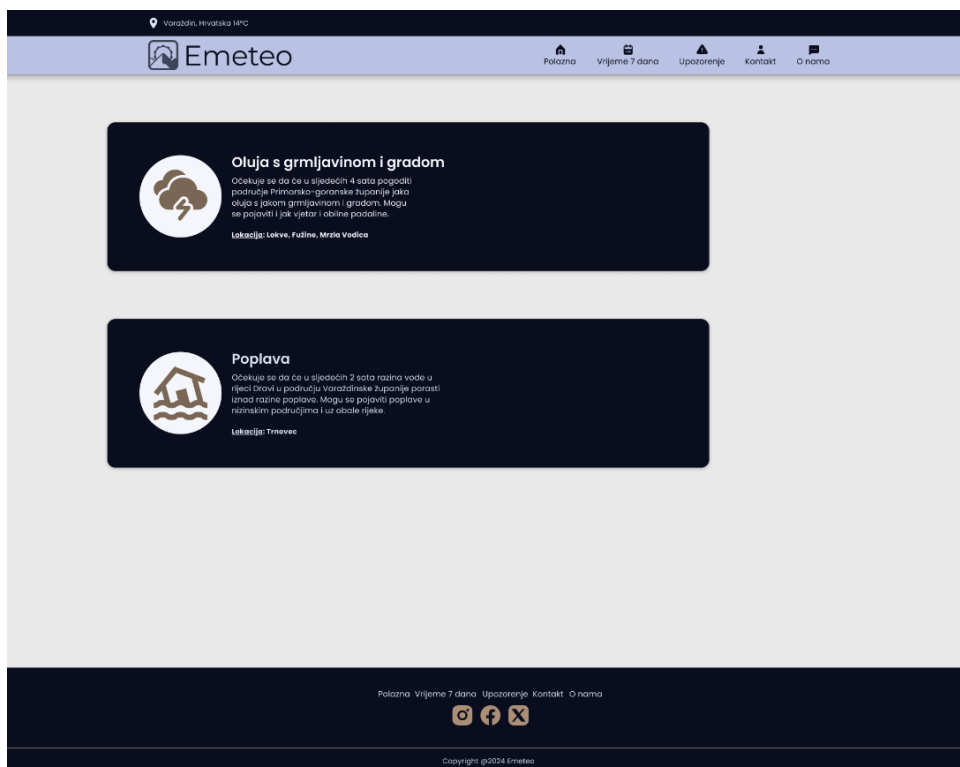 Varaždin, Hrvatska 14°C
Emeteo
Polazna Vrijeme 7 dana Upozorenje Kontakt O nama
Oluja s grmljavinom i gradom
Očekuje se da će u sljedećih 4 sata pogoditi
područje Primorsko-goranske županije jaka
oluja s jakom grmljavinom i gradom. Mogu
se pojaviti i jak vjetar i obilne padaline.
Lokacija: Lokve, Fužine, Mrzla Vodica
Poplava
Očekuje se da će u sljedećih 2 sata razina vode u
rijeci Dravi u području Varaždinske županije porasti
iznad razine poplave. Mogu se pojaviti poplave u
nizinskim područjima i uz obale rijeke.
Lokacija: Trnovec
Polazna Vrijeme 7 dana Upozorenje Kontakt O nama
Copyright @2024 Emeteo